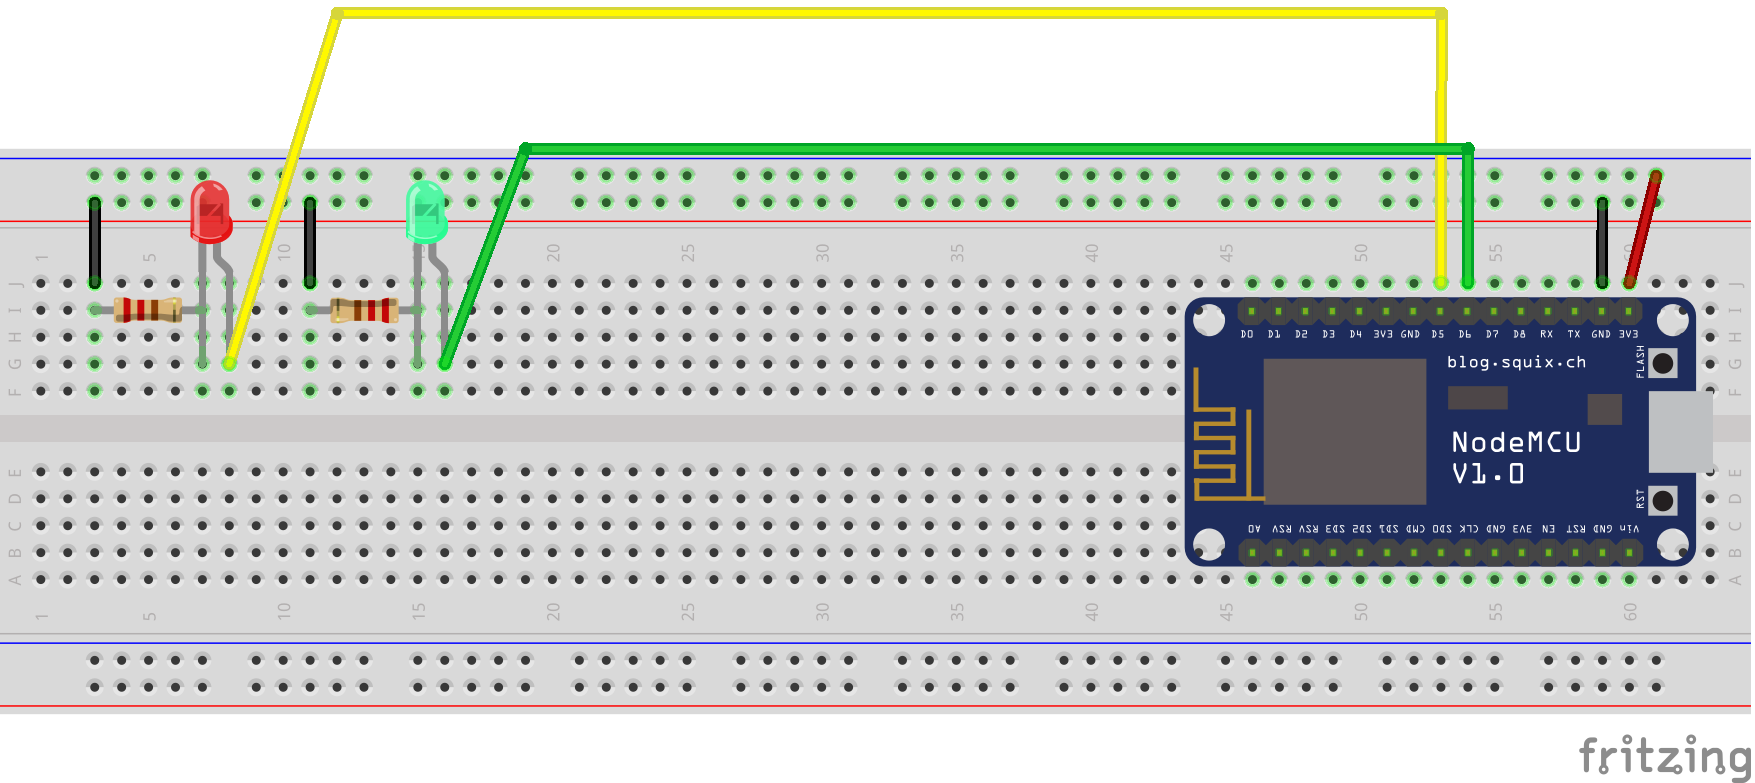 1 5 10 15 20 25 30 35 40 45 50 55 60
J J
I I
H H
G G
F F
D0 D1 D2 D3 D4 3V3 GND D5 D6 D7 D8 RX TX GND 3V3
blog.squix.ch
FLASH
NodeMCU
V1.0
RST
A0 RSV RSV SD3 SD2 SD1 CMD SD0 CLK GND 3V3 EN RST GND Vin
E E
D D
C C
B B
A A
1 5 10 15 20 25 30 35 40 45 50 55 60
fritzing